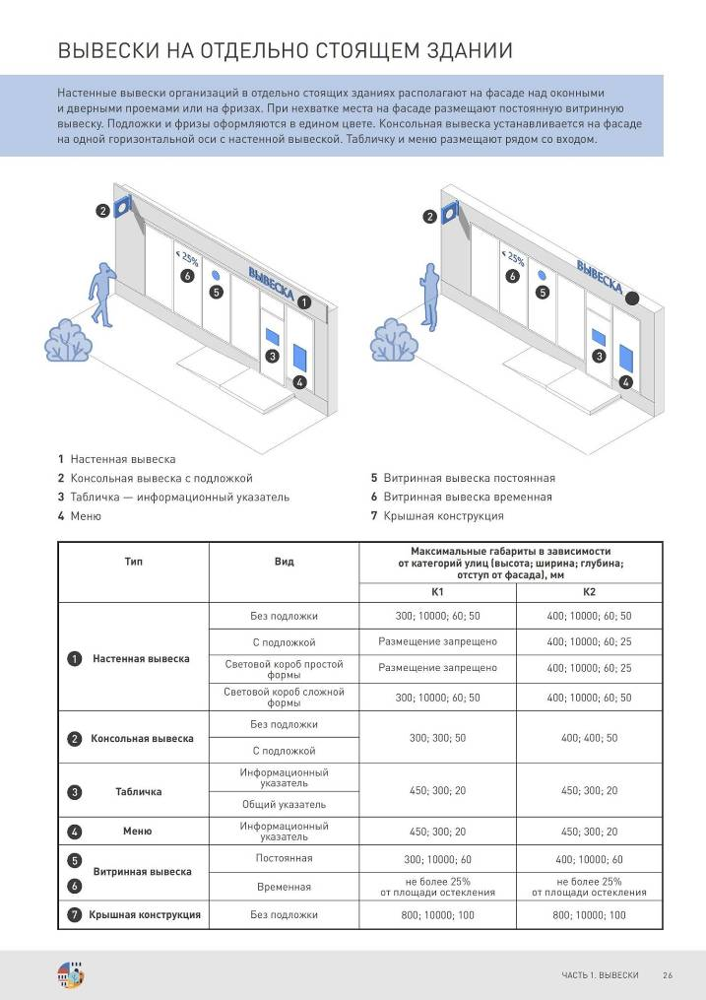 ВЫВЕСКИ НА ОТДЕЛЬНО СТОЯЩЕМ ЗДАНИИ
Настенные вывески организаций в отдельно стоящих зданиях располагают на фасаде над оконными
и дверными проемами или на фризах. При нехватке места на фасаде размещают постоянную витринную
вывеску. Подложки и фризы оформляются в едином цвете. Консольная вывеска устанавливается на фасаде
на одной горизонтальной оси с настенной вывеской. Табличку и меню размещают рядом со входом.
2
< 25%
6
5
ВЫВЕСКА
1
3
4
2
< 25%
6
5
ВЫВЕСКА
3
4
1 Настенная вывеска
2 Консольная вывеска с подложкой
3 Табличка — информационный указатель
4 Меню
5 Витринная вывеска постоянная
6 Витринная вывеска временная
7 Крышная конструкция
Тип
Вид
Максимальные габариты в зависимости
от категорий улиц (высота; ширина; глубина;
отступ от фасада), мм
К1
К2
1 Настенная вывеска
Без подложки
300; 10000; 60; 50
400; 10000; 60; 50
С подложкой
Размещение запрещено
400; 10000; 60; 25
Световой короб простой
формы
Размещение запрещено
400; 10000; 60; 25
Световой короб сложной
формы
300; 10000; 60; 50
400; 10000; 60; 50
2 Консольная вывеска
Без подложки
С подложкой
300; 300; 50
400; 400; 50
3 Табличка
Информационный
указатель
Общий указатель
450; 300; 20
450; 300; 20
4 Меню
Информационный
указатель
450; 300; 20
450; 300; 20
5
6
Витринная вывеска
Постоянная
300; 10000; 60
400; 10000; 60
Временная
не более 25%
от площади остекления
не более 25%
от площади остекления
7 Крышная конструкция
Без подложки
800; 10000; 100
800; 10000; 100
ЧАСТЬ 1. ВЫВЕСКИ 26